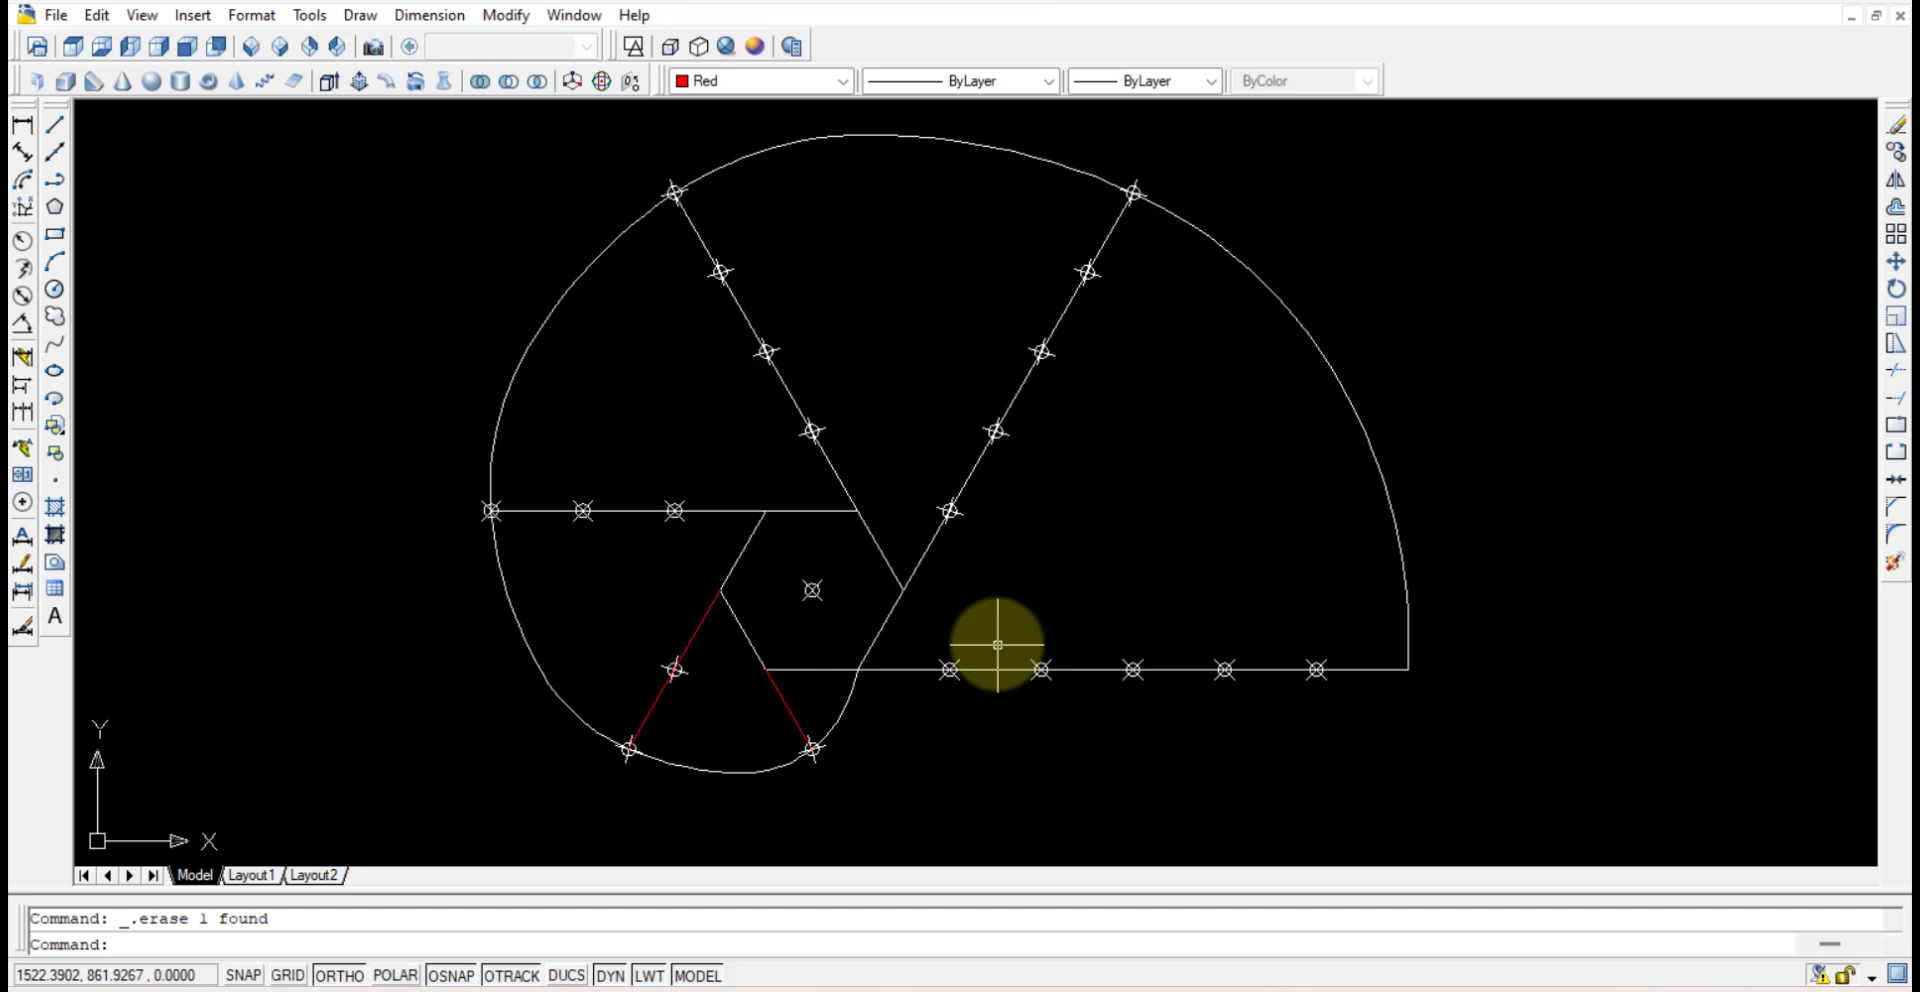 File Edit View Insert Format Tools Draw Dimension Modify Window Help
Red ByLayer ByLayer ByColor
A
Y
X
Model Layout1 Layout2
Command: _.erase 1 found
Command:
1522.3902, 861.9267 , 0.0000 SNAP GRID ORTHO POLAR OSNAP OTRACK DUCS DYN LWT MODEL